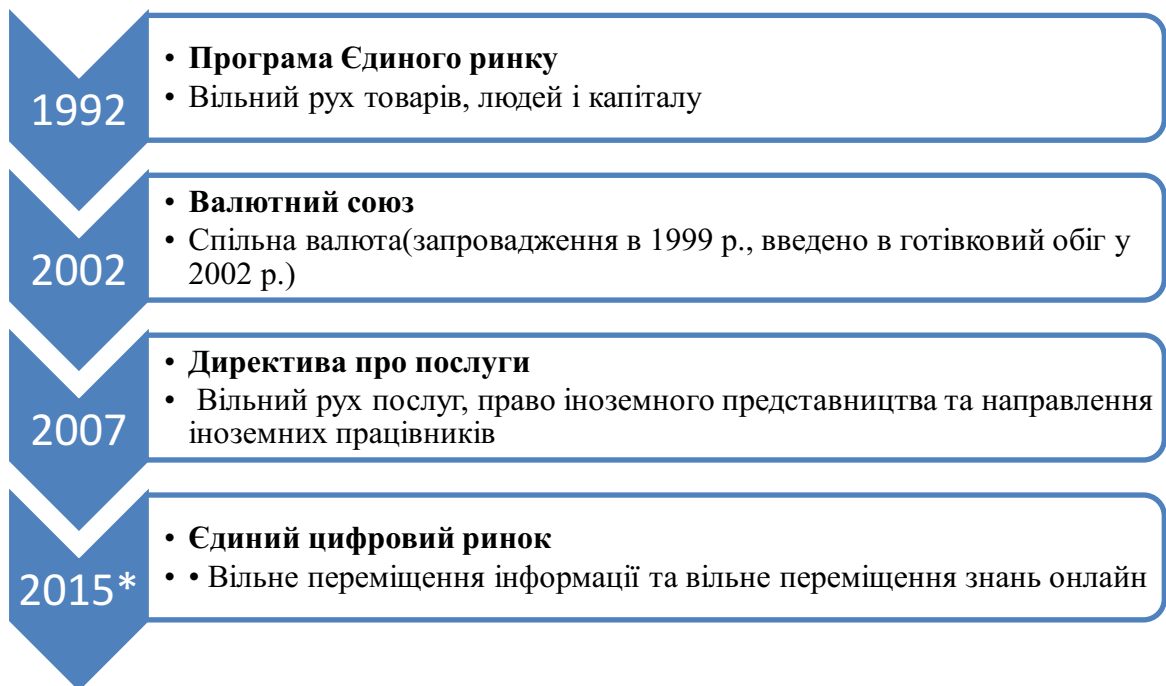 1992
• Програма Єдиного ринку
• Вільний рух товарів, людей і капіталу
2002
• Валютний союз
• Спільна валюта(запровадження в 1999 р., введено в готівковий обіг у
2002 р.)
2007
• Директива про послуги
• Вільний рух послуг, право іноземного представництва та направлення
іноземних працівників
2015*
• Єдиний цифровий ринок
• • Вільне переміщення інформації та вільне переміщення знань онлайн